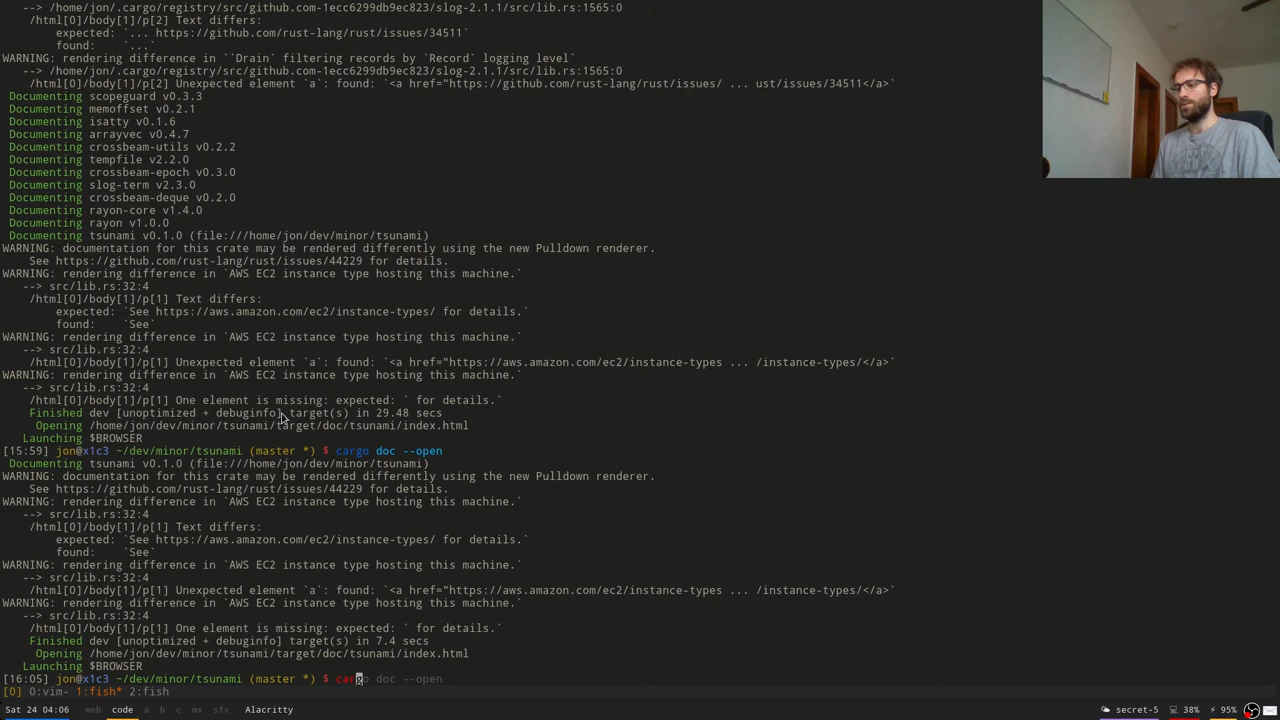 --> /home/jon/.cargo/registry/src/github.com-1ecc6299db9ec823/slog-2.1.1/src/lib.rs:1565:0
/html[0]/body[1]/p[2] Text differs:
expected: `... https://github.com/rust-lang/rust/issues/34511`
found: `...`
WARNING: rendering difference in ``Drain` filtering records by `Record` logging level`
--> /home/jon/.cargo/registry/src/github.com-1ecc6299db9ec823/slog-2.1.1/src/lib.rs:1565:0
/html[0]/body[1]/p[2] Unexpected element `a`: found: `<a href="https://github.com/rust-lang/rust/issues/ ... ust/issues/34511</a>`
Documenting scopeguard v0.3.3
Documenting memoffset v0.2.1
Documenting isatty v0.1.6
Documenting arrayvec v0.4.7
Documenting crossbeam-utils v0.2.2
Documenting tempfile v2.2.0
Documenting crossbeam-epoch v0.3.0
Documenting slog-term v2.3.0
Documenting crossbeam-deque v0.2.0
Documenting rayon-core v1.4.0
Documenting rayon v1.0.0
Documenting tsunami v0.1.0 (file:///home/jon/dev/minor/tsunami)
WARNING: documentation for this crate may be rendered differently using the new Pulldown renderer.
See https://github.com/rust-lang/rust/issues/44229 for details.
WARNING: rendering difference in `AWS EC2 instance type hosting this machine.`
--> src/lib.rs:32:4
/html[0]/body[1]/p[1] Text differs:
expected: `See https://aws.amazon.com/ec2/instance-types/ for details.`
found: `See`
WARNING: rendering difference in `AWS EC2 instance type hosting this machine.`
--> src/lib.rs:32:4
/html[0]/body[1]/p[1] Unexpected element `a`: found: `<a href="https://aws.amazon.com/ec2/instance-types ... /instance-types/</a>`
WARNING: rendering difference in `AWS EC2 instance type hosting this machine.`
--> src/lib.rs:32:4
/html[0]/body[1]/p[1] One element is missing: expected: ` for details.`
Finished dev [unoptimized + debuginfo] target(s) in 29.48 secs
Opening /home/jon/dev/minor/tsunami/target/doc/tsunami/index.html
Launching $BROWSER
[15:59] jon@x1c3 ~/dev/minor/tsunami (master *) $ cargo doc --open
Documenting tsunami v0.1.0 (file:///home/jon/dev/minor/tsunami)
WARNING: documentation for this crate may be rendered differently using the new Pulldown renderer.
See https://github.com/rust-lang/rust/issues/44229 for details.
WARNING: rendering difference in `AWS EC2 instance type hosting this machine.`
--> src/lib.rs:32:4
/html[0]/body[1]/p[1] Text differs:
expected: `See https://aws.amazon.com/ec2/instance-types/ for details.`
found: `See`
WARNING: rendering difference in `AWS EC2 instance type hosting this machine.`
--> src/lib.rs:32:4
/html[0]/body[1]/p[1] Unexpected element `a`: found: `<a href="https://aws.amazon.com/ec2/instance-types ... /instance-types/</a>`
WARNING: rendering difference in `AWS EC2 instance type hosting this machine.`
--> src/lib.rs:32:4
/html[0]/body[1]/p[1] One element is missing: expected: ` for details.`
Finished dev [unoptimized + debuginfo] target(s) in 7.4 secs
Opening /home/jon/dev/minor/tsunami/target/doc/tsunami/index.html
Launching $BROWSER
[16:05] jon@x1c3 ~/dev/minor/tsunami (master *) $ cargo doc --open
[0] 0:vim- 1:fish* 2:fish
Sat 24 04:06 web code a b c mx sfx Alacritty secret-5 38% 95%